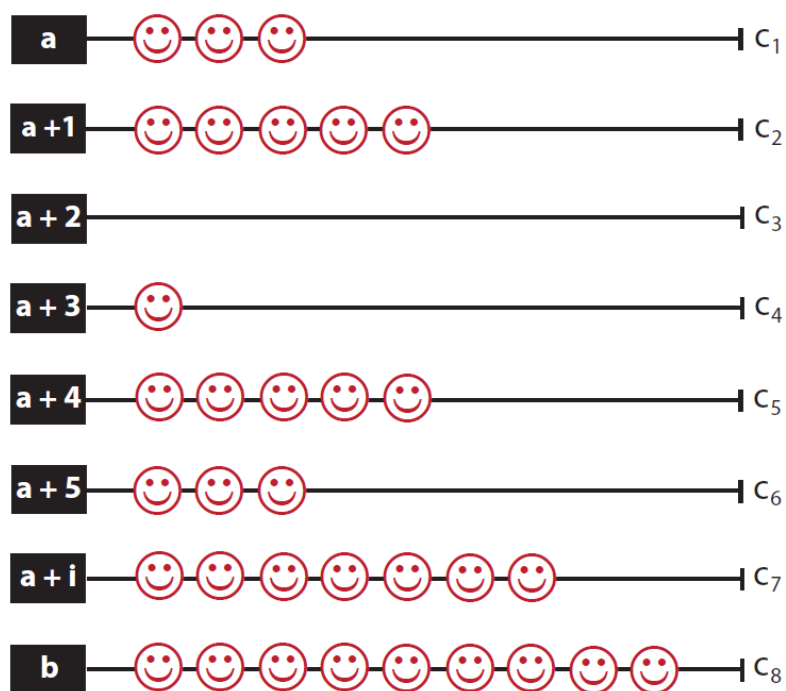 a C₁
a +1 C₂
a + 2 C₃
a + 3 C₄
a + 4 C₅
a + 5 C₆
a + i C₇
b C₈